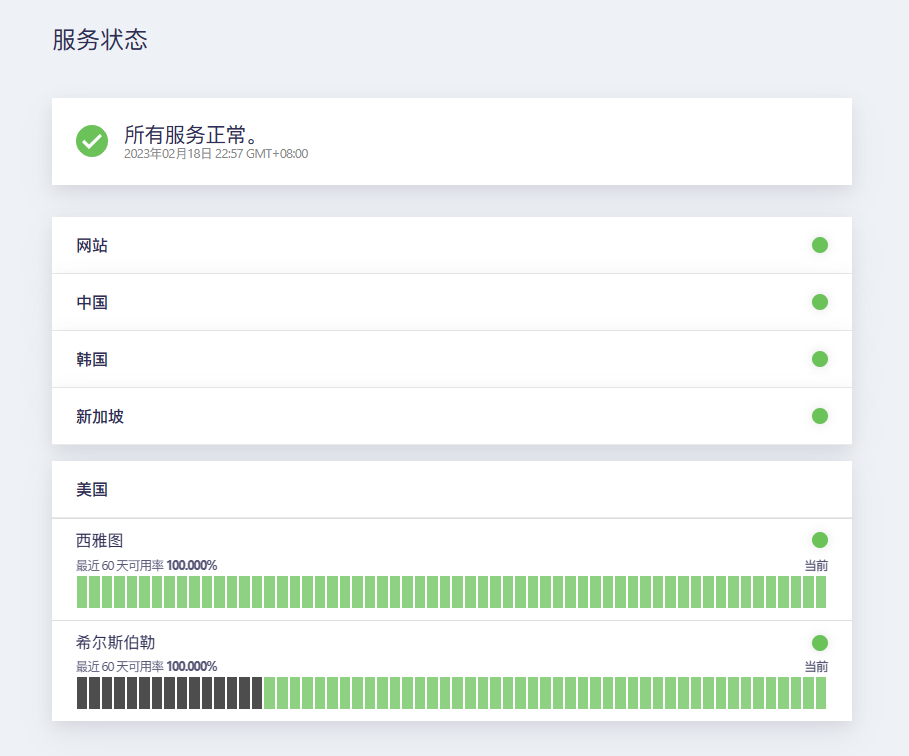 服务状态
所有服务正常。
2023年02月18日 22:57 GMT+08:00
网站
中国
韩国
新加坡
美国
西雅图
最近 60 天可用率 100.000% 当前
希尔斯伯勒
最近 60 天可用率 100.000% 当前